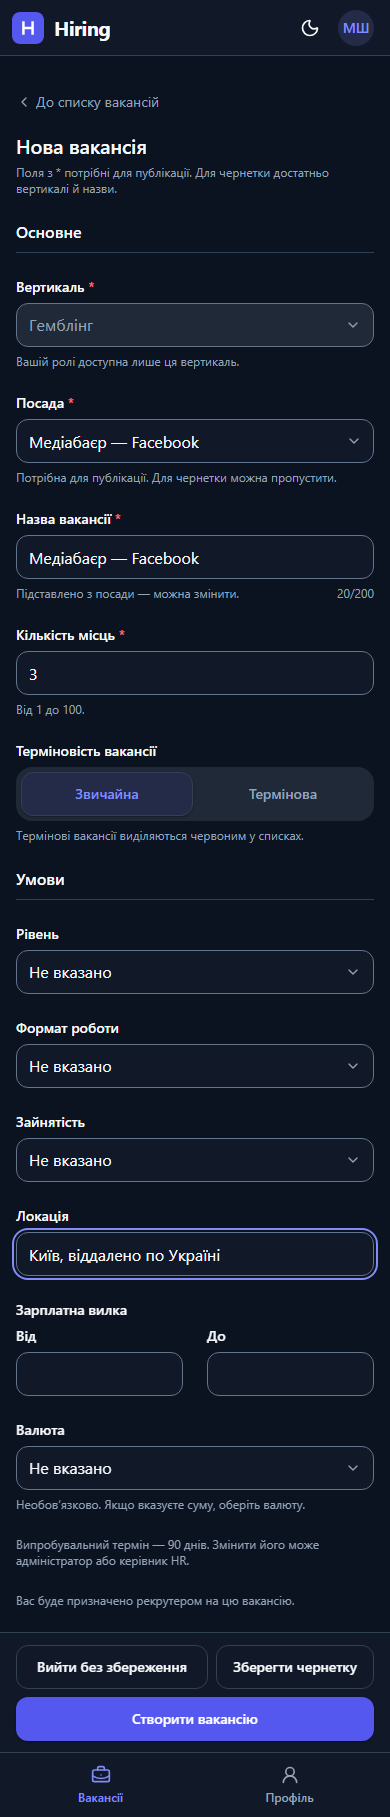 H Hiring МШ
До списку вакансій
Нова вакансія
Поля з * потрібні для публікації. Для чернетки достатньо
вертикалі й назви.
Основне
Вертикаль *
Гемблінг
Вашій ролі доступна лише ця вертикаль.
Посада *
Медіабаєр — Facebook
Потрібна для публікації. Для чернетки можна пропустити.
Назва вакансії *
Медіабаєр — Facebook
Підставлено з посади — можна змінити. 20/200
Кількість місць *
3
Від 1 до 100.
Терміновість вакансії
Звичайна Термінова
Термінові вакансії виділяються червоним у списках.
Умови
Рівень
Не вказано
Формат роботи
Не вказано
Зайнятість
Не вказано
Локація
Київ, віддалено по Україні
Зарплатна вилка
Від До
Валюта
Не вказано
Необов'язково. Якщо вказуєте суму, оберіть валюту.
Випробувальний термін — 90 днів. Змінити його може
адміністратор або керівник HR.
Вас буде призначено рекрутером на цю вакансію.
Вийти без збереження Зберегти чернетку
Створити вакансію
Вакансії Профіль